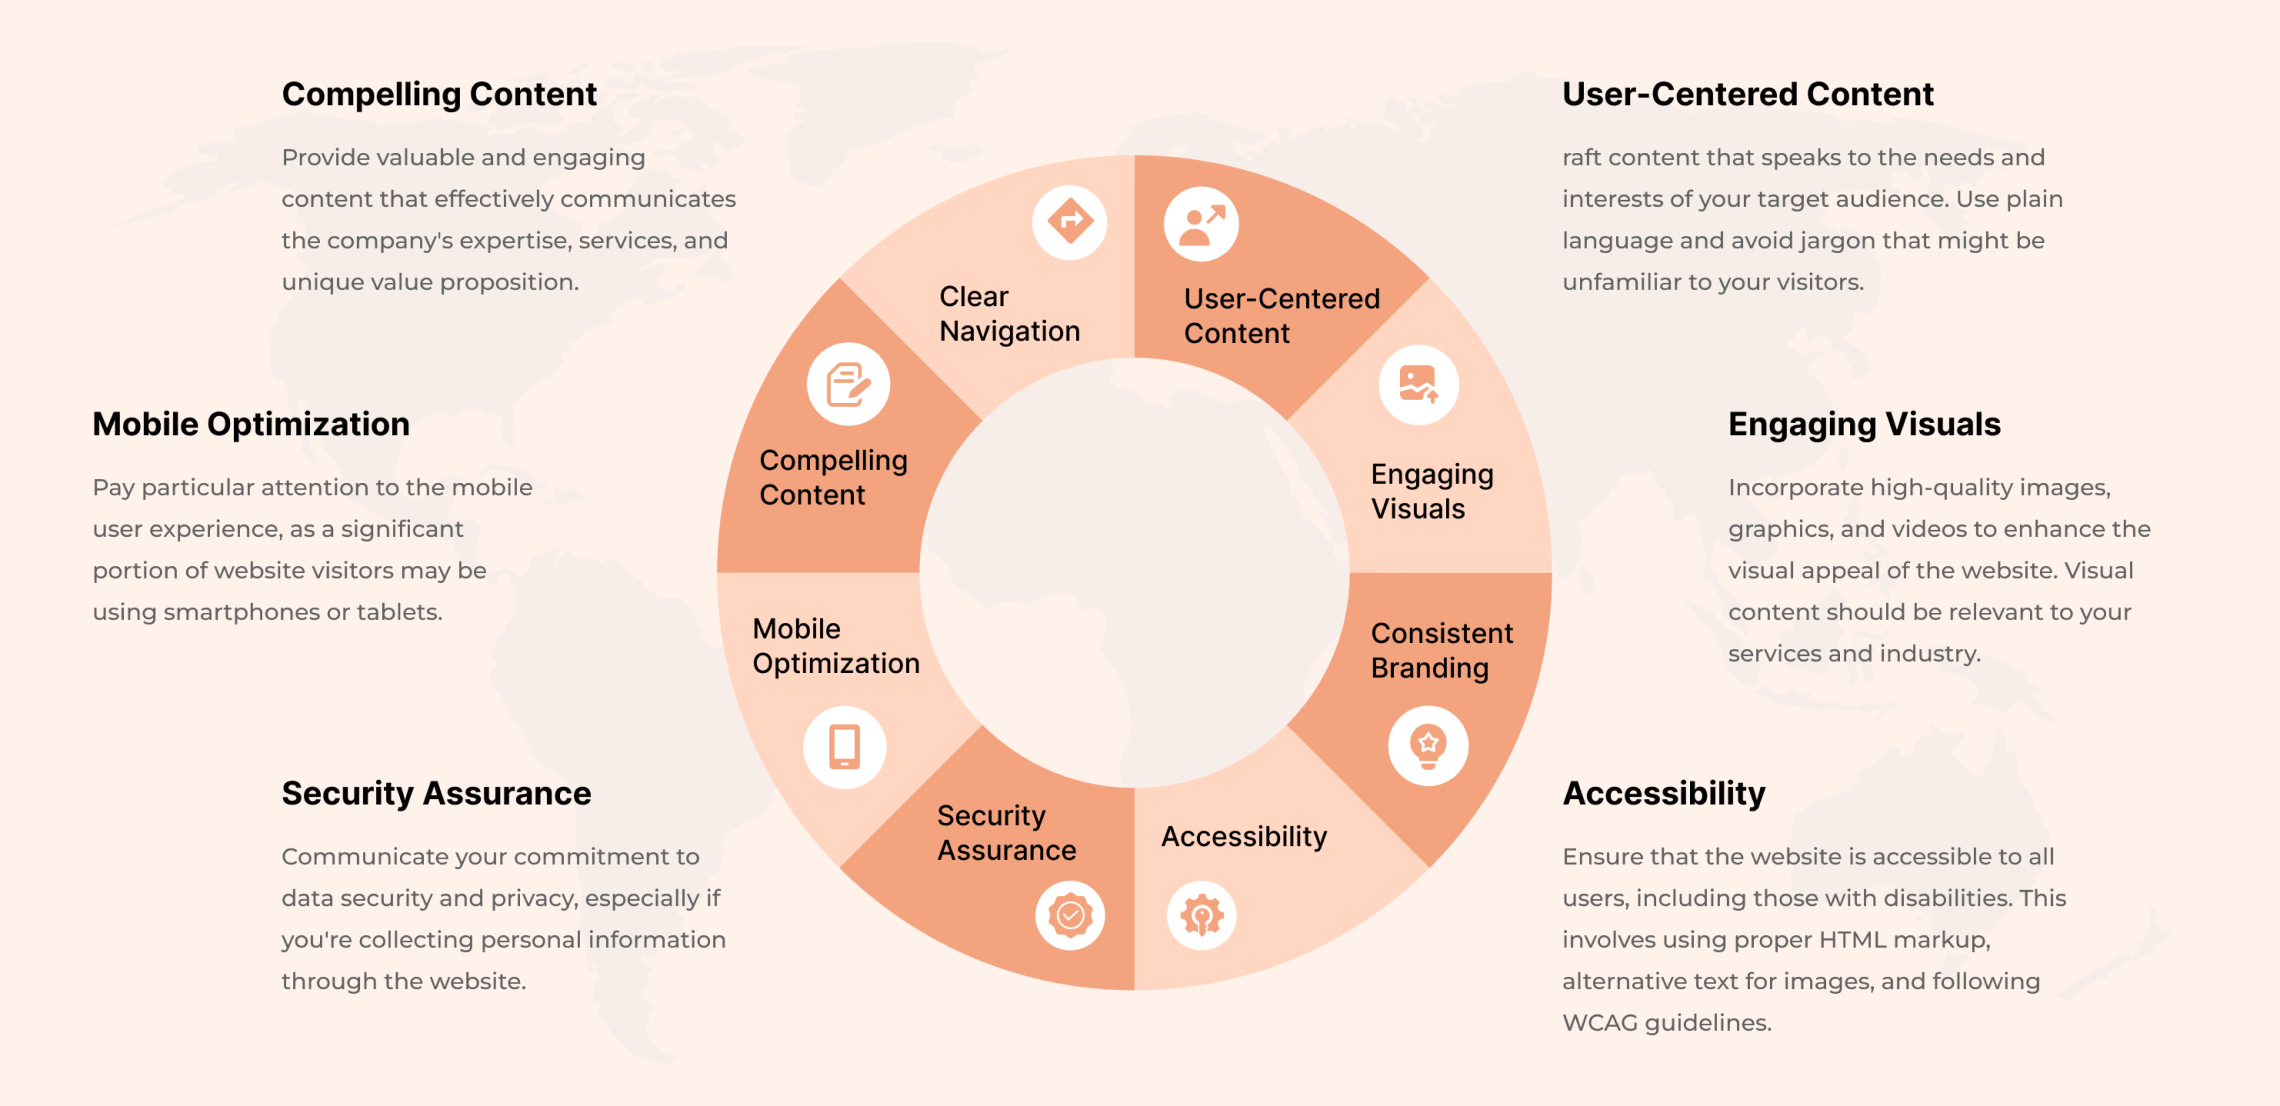 Compelling Content
Provide valuable and engaging
content that effectively communicates
the company's expertise, services, and
unique value proposition.
Mobile Optimization
Pay particular attention to the mobile
user experience, as a significant
portion of website visitors may be
using smartphones or tablets.
Security Assurance
Communicate your commitment to
data security and privacy, especially if
you're collecting personal information
through the website.
Clear
Navigation
User-Centered
Content
Compelling
Content
Engaging
Visuals
Mobile
Optimization
Consistent
Branding
Security
Assurance
Accessibility
User-Centered Content
raft content that speaks to the needs and
interests of your target audience. Use plain
language and avoid jargon that might be
unfamiliar to your visitors.
Engaging Visuals
Incorporate high-quality images,
graphics, and videos to enhance the
visual appeal of the website. Visual
content should be relevant to your
services and industry.
Accessibility
Ensure that the website is accessible to all
users, including those with disabilities. This
involves using proper HTML markup,
alternative text for images, and following
WCAG guidelines.